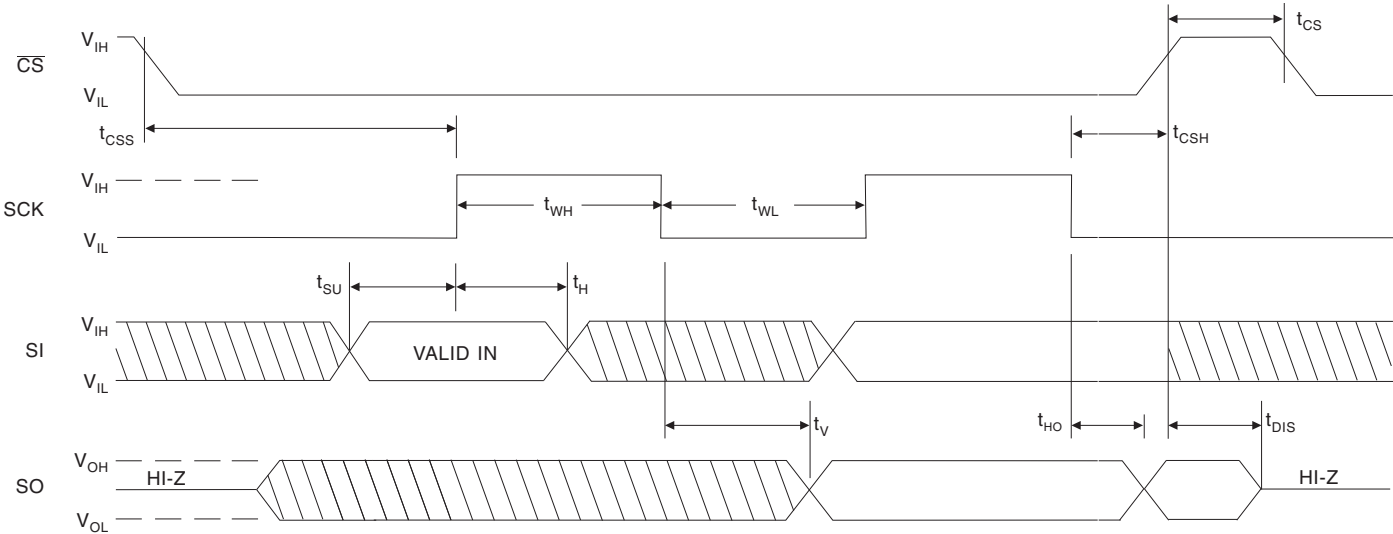 t_CS
V_IH
C̅S̅
V_IL
t_CSS
t_CSH
V_IH
SCK
t_WH
t_WL
V_IL
t_SU
t_H
V_IH
SI
VALID IN
V_IL
t_V
t_HO
t_DIS
V_OH
HI-Z
HI-Z
SO
V_OL